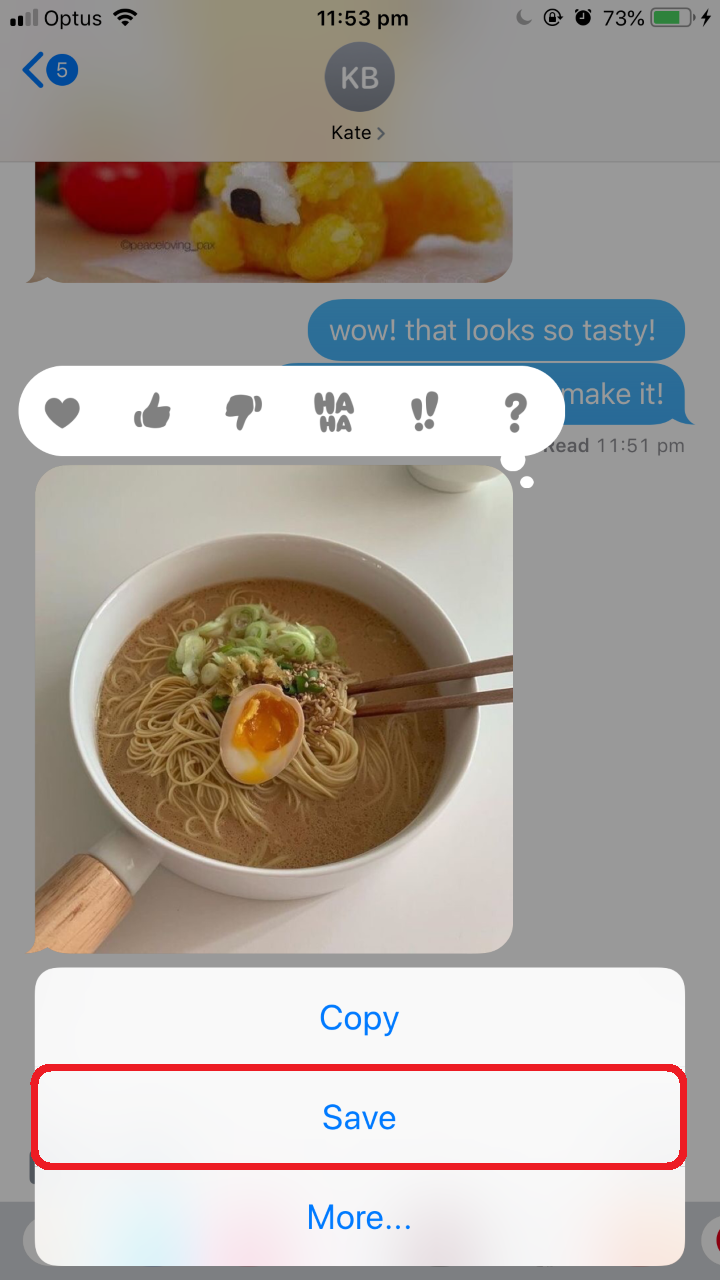 Optus 11:53 pm 73%
5
KB
Kate
©peaceloving_pax
wow! that looks so tasty!
make it!
HA HA !! ?
Read 11:51 pm
Copy
Save
More...